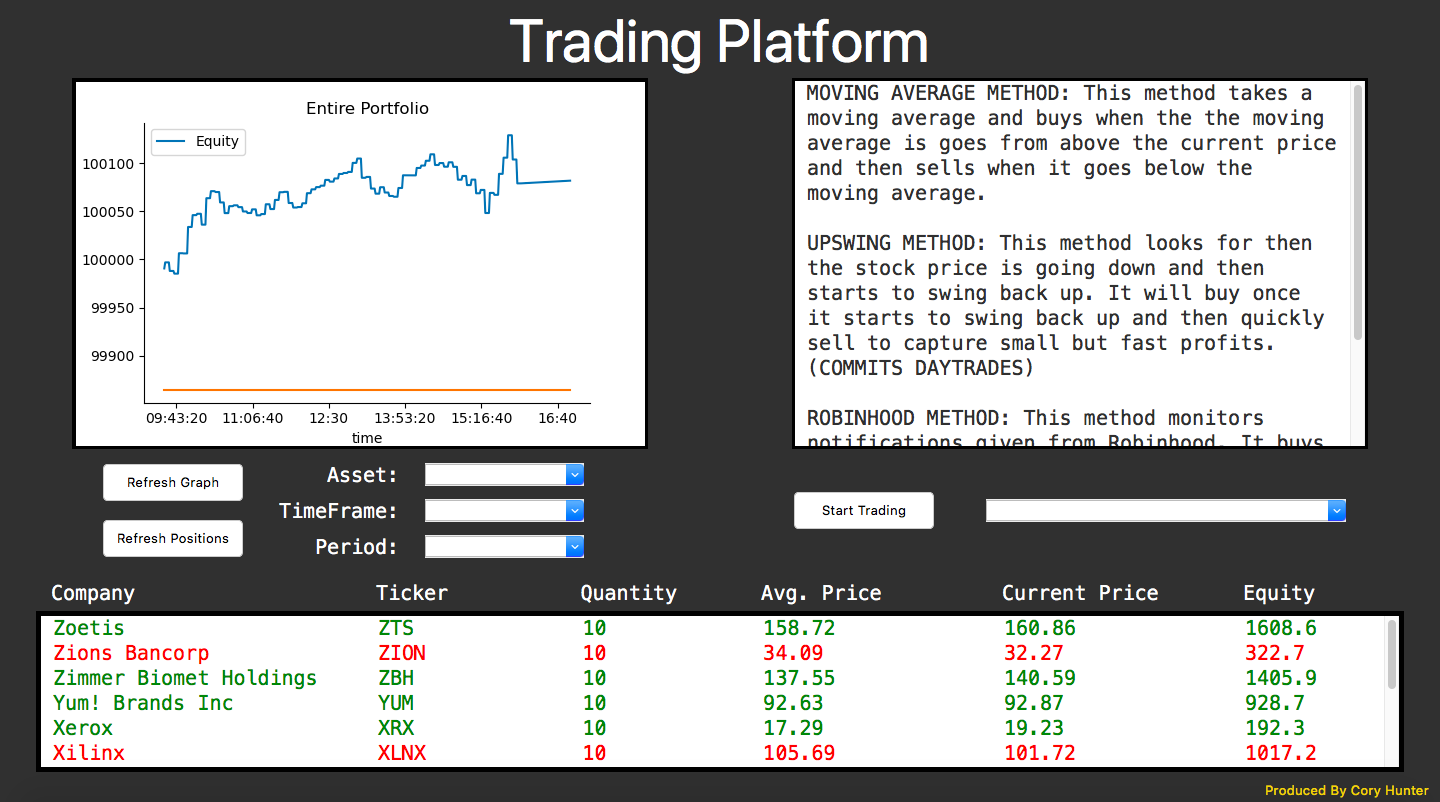 Trading Platform
Entire Portfolio
Equity
100100
100050
100000
99950
99900
09:43:20 11:06:40 12:30 13:53:20 15:16:40 16:40
time
MOVING AVERAGE METHOD: This method takes a
moving average and buys when the the moving
average is goes from above the current price
and then sells when it goes below the
moving average.
UPSWING METHOD: This method looks for then
the stock price is going down and then
starts to swing back up. It will buy once
it starts to swing back up and then quickly
sell to capture small but fast profits.
(COMMITS DAYTRADES)
ROBINHOOD METHOD: This method monitors
notifications given from Robinhood. It buys
Refresh Graph
Refresh Positions
Asset:
TimeFrame:
Period:
Start Trading
Company Ticker Quantity Avg. Price Current Price Equity
Zoetis ZTS 10 158.72 160.86 1608.6
Zions Bancorp ZION 10 34.09 32.27 322.7
Zimmer Biomet Holdings ZBH 10 137.55 140.59 1405.9
Yum! Brands Inc YUM 10 92.63 92.87 928.7
Xerox XRX 10 17.29 19.23 192.3
Xilinx XLNX 10 105.69 101.72 1017.2
Produced By Cory Hunter